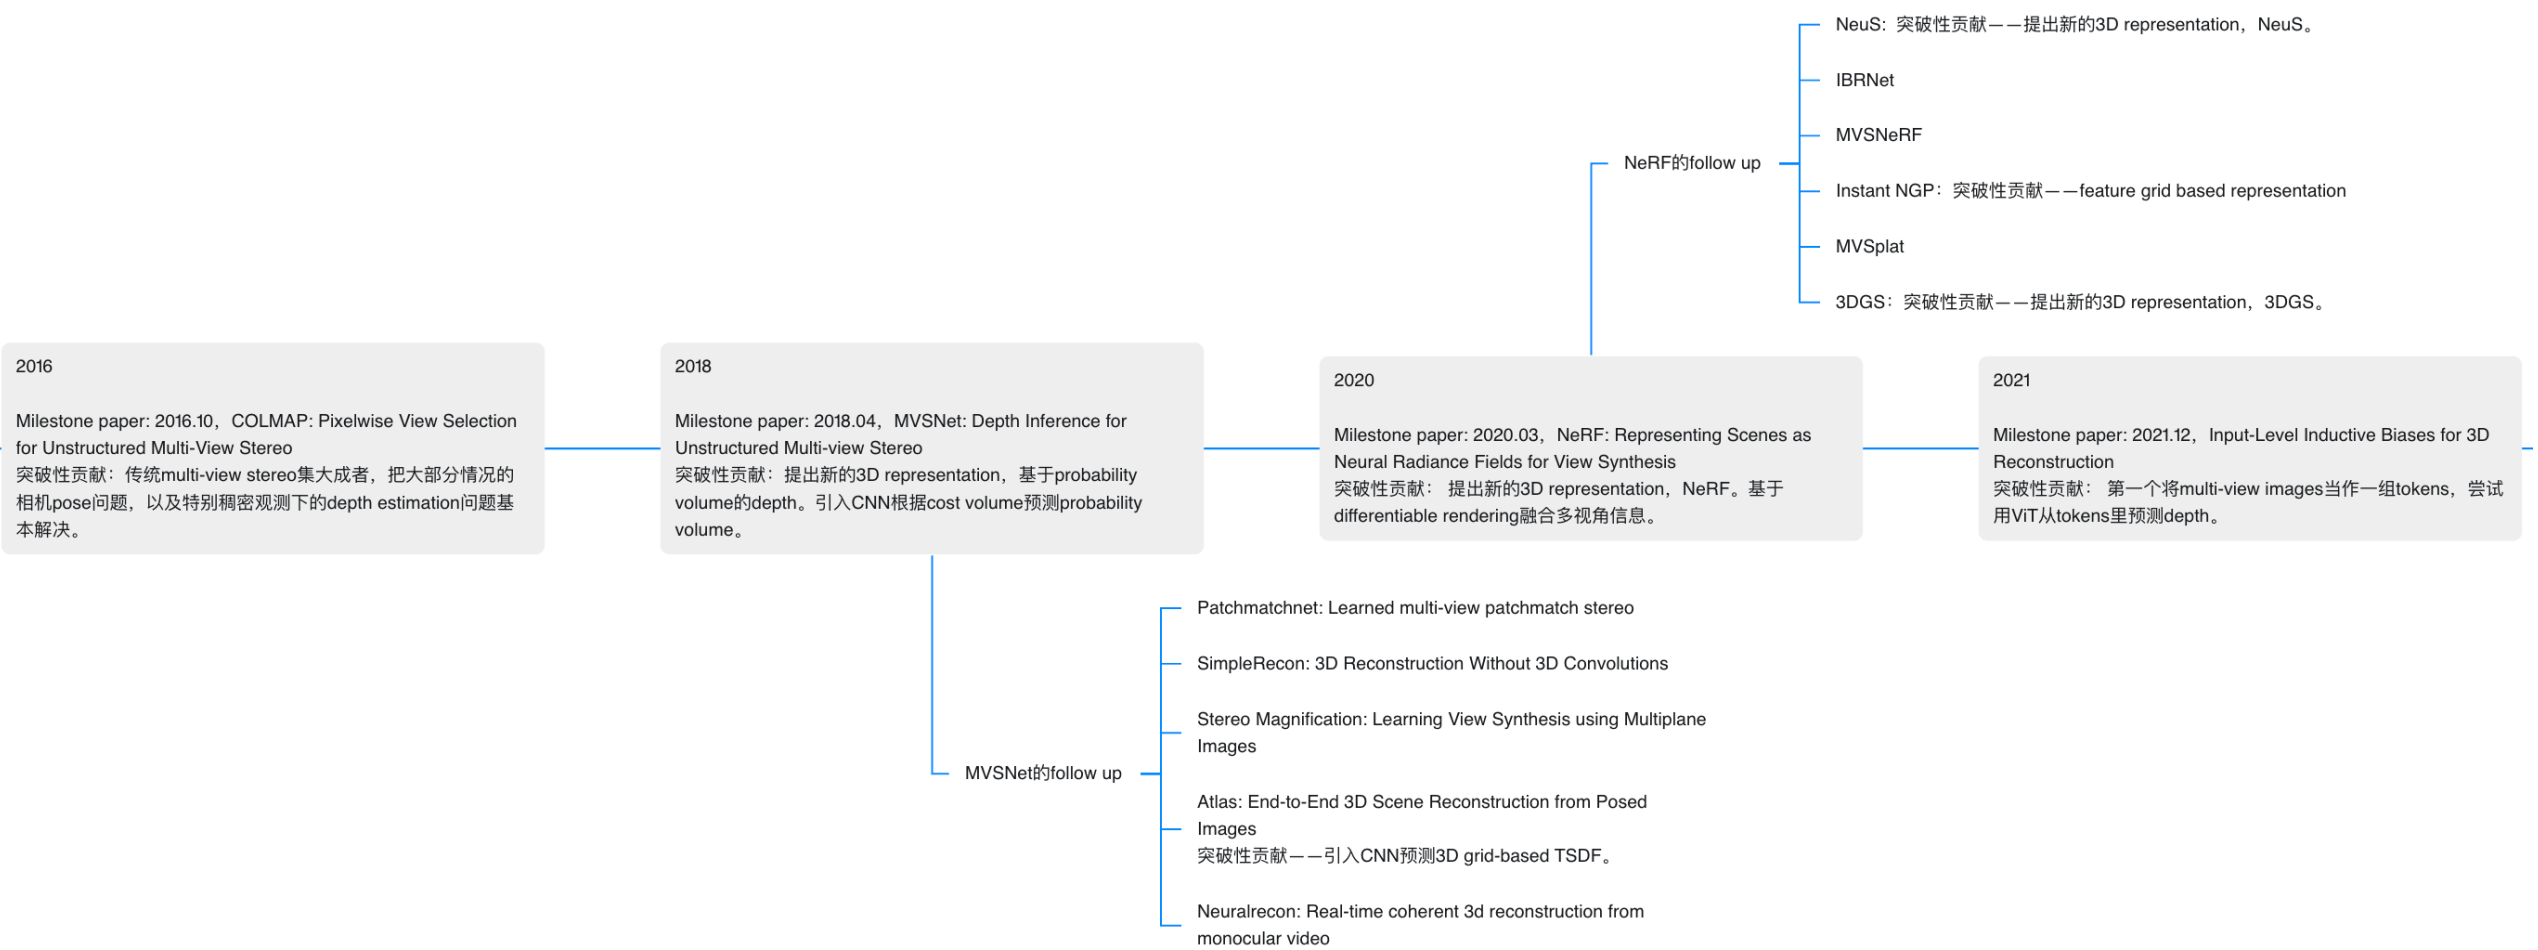 NeuS：突破性贡献——提出新的3D representation，NeuS。
IBRNet
MVSNeRF
NeRF的follow up
Instant NGP：突破性贡献——feature grid based representation
MVSplat
3DGS：突破性贡献——提出新的3D representation，3DGS。
2016
Milestone paper: 2016.10，COLMAP: Pixelwise View Selection
for Unstructured Multi-View Stereo
突破性贡献：传统multi-view stereo集大成者，把大部分情况的
相机pose问题，以及特别稠密观测下的depth estimation问题基
本解决。
2018
Milestone paper: 2018.04，MVSNet: Depth Inference for
Unstructured Multi-view Stereo
突破性贡献：提出新的3D representation，基于probability
volume的depth。引入CNN根据cost volume预测probability
volume。
2020
Milestone paper: 2020.03，NeRF: Representing Scenes as
Neural Radiance Fields for View Synthesis
突破性贡献： 提出新的3D representation，NeRF。基于
differentiable rendering融合多视角信息。
2021
Milestone paper: 2021.12，Input-Level Inductive Biases for 3D
Reconstruction
突破性贡献： 第一个将multi-view images当作一组tokens，尝试
用ViT从tokens里预测depth。
MVSNet的follow up
Patchmatchnet: Learned multi-view patchmatch stereo
SimpleRecon: 3D Reconstruction Without 3D Convolutions
Stereo Magnification: Learning View Synthesis using Multiplane
Images
Atlas: End-to-End 3D Scene Reconstruction from Posed
Images
突破性贡献——引入CNN预测3D grid-based TSDF。
Neuralrecon: Real-time coherent 3d reconstruction from
monocular video